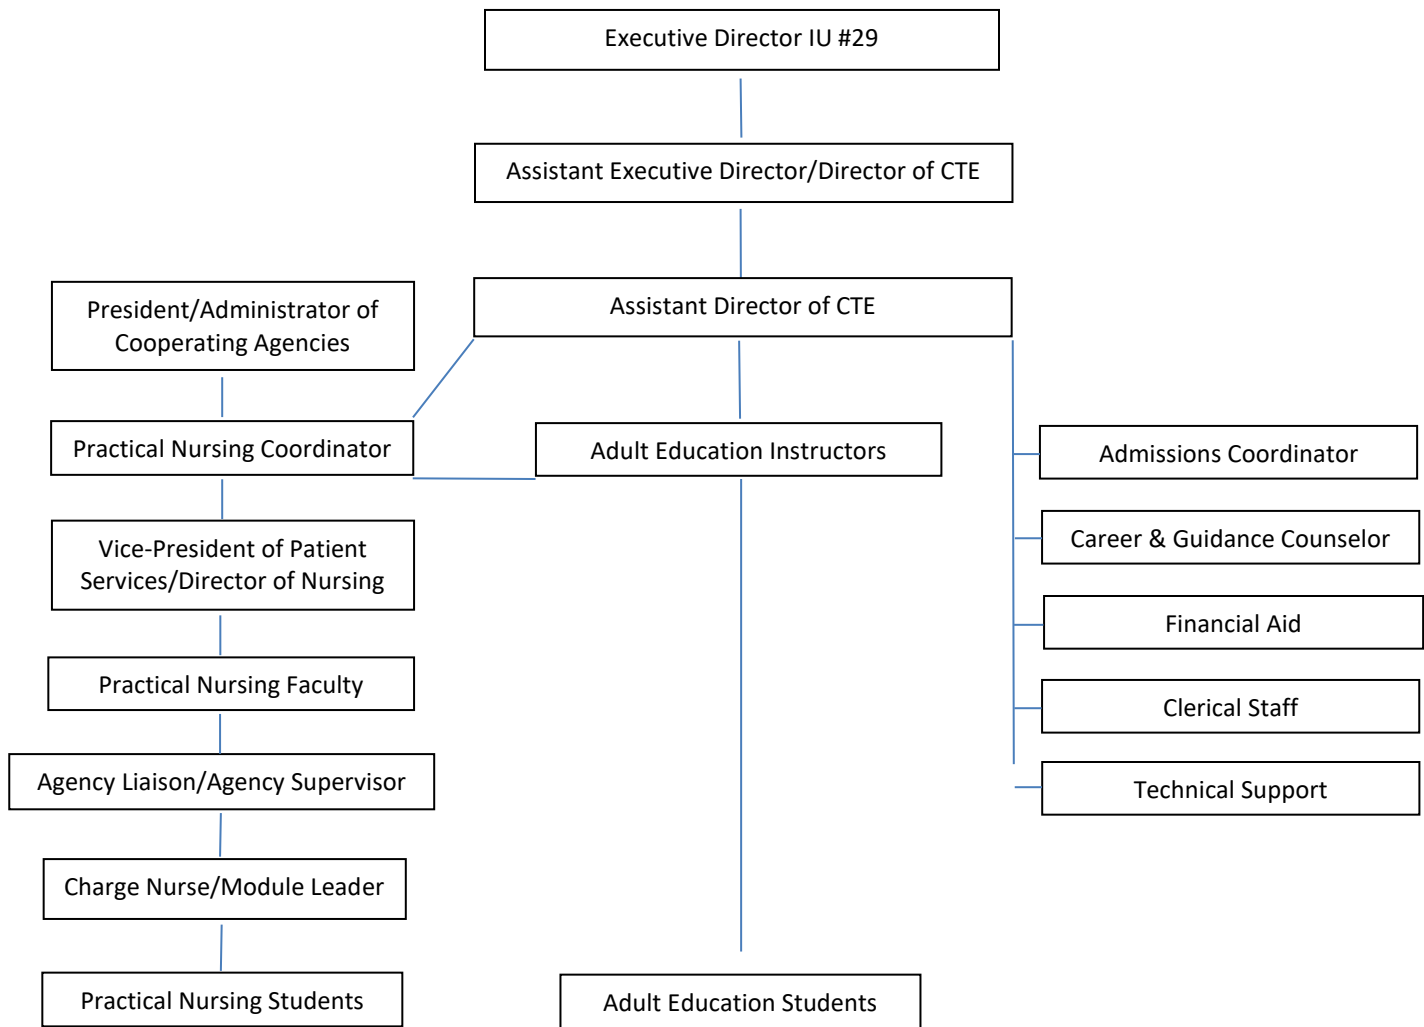 Executive Director IU #29
Assistant Executive Director/Director of CTE
Assistant Director of CTE
President/Administrator of
Cooperating Agencies
Practical Nursing Coordinator
Adult Education Instructors
Admissions Coordinator
Vice-President of Patient
Services/Director of Nursing
Career & Guidance Counselor
Financial Aid
Practical Nursing Faculty
Clerical Staff
Agency Liaison/Agency Supervisor
Technical Support
Charge Nurse/Module Leader
Practical Nursing Students
Adult Education Students